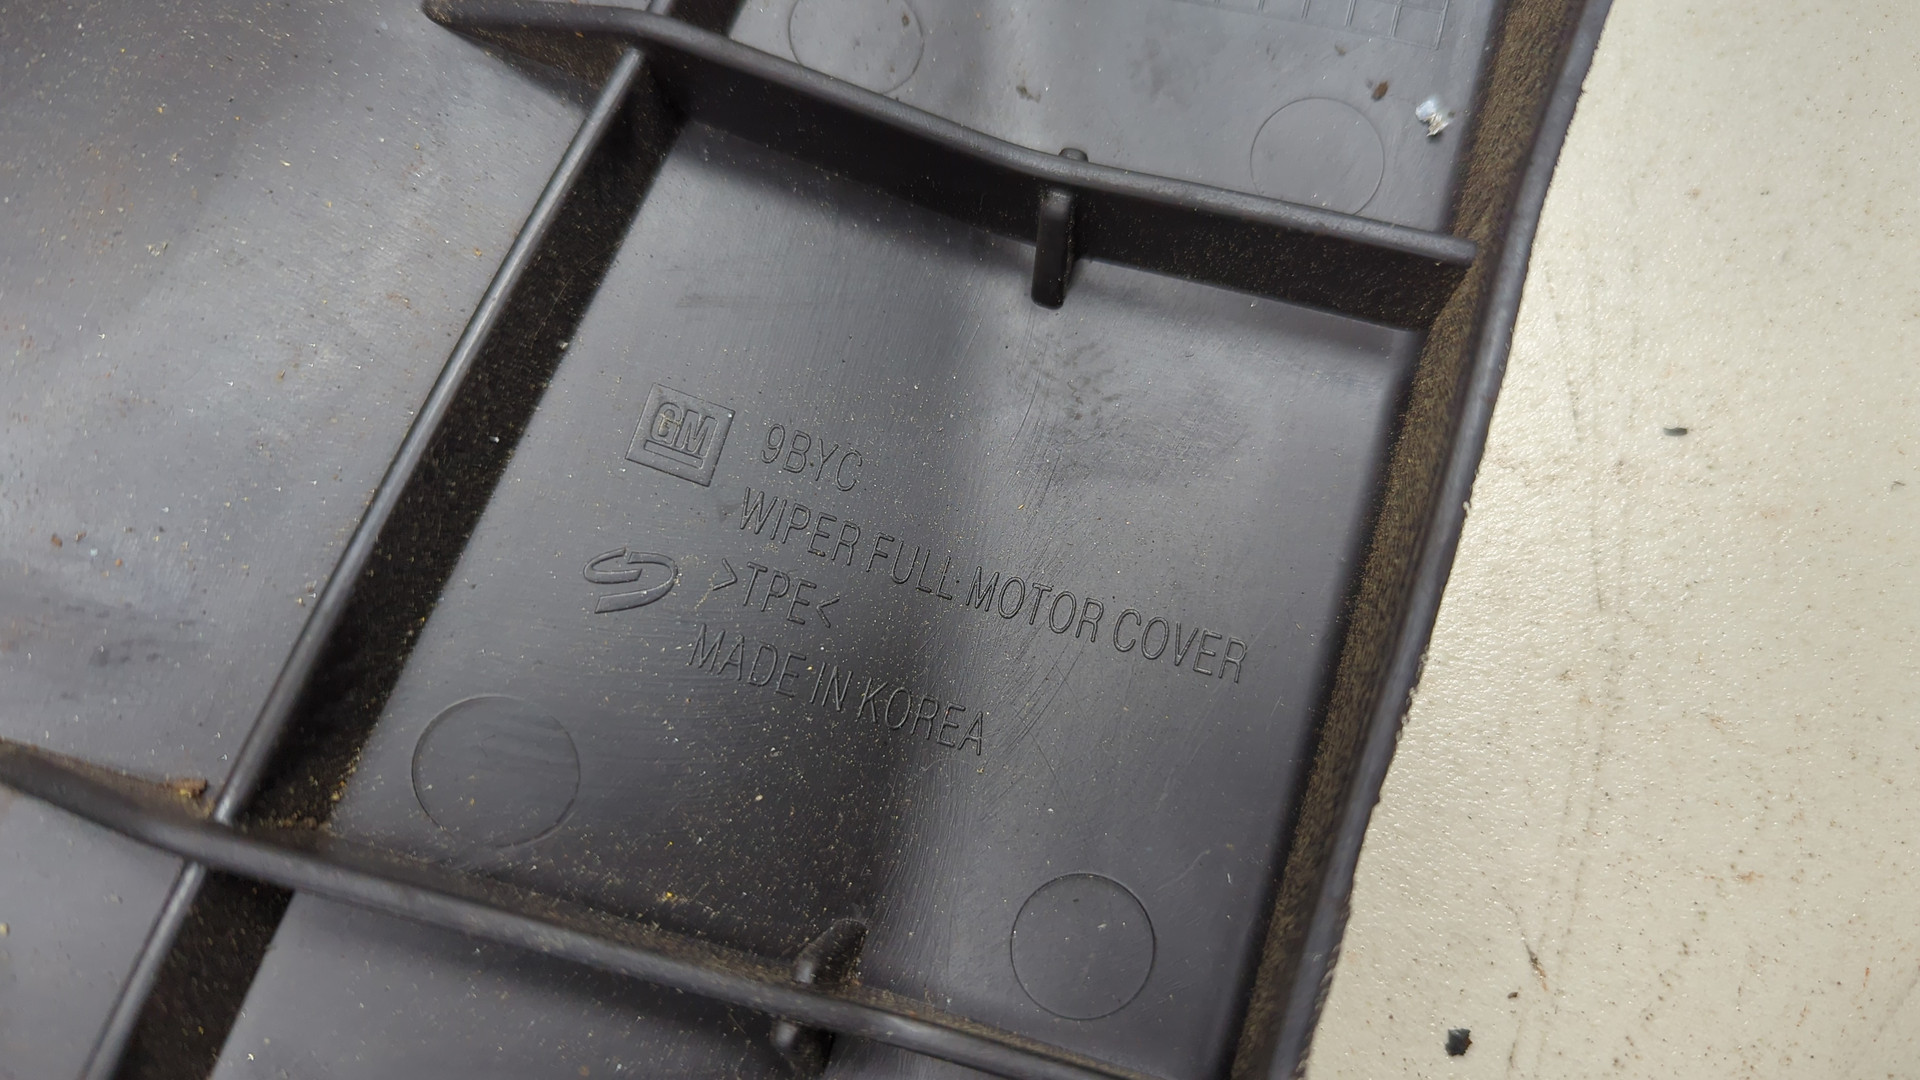 GM 9BYC
WIPER FULL MOTOR COVER
>TPE<
MADE IN KOREA